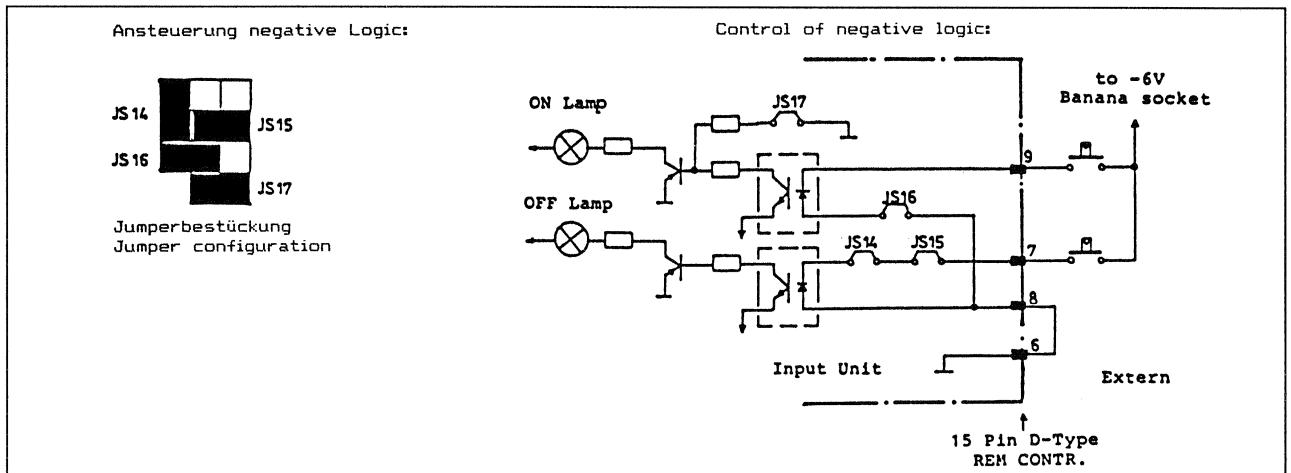 Ansteuerung negative Logic:
Control of negative logic:
JS14
JS15
JS16
JS17
Jumperbestückung
Jumper configuration
to -6V
Banana socket
ON Lamp
JS17
9
JS16
OFF Lamp
JS14
JS15
7
8
6
Input Unit
Extern
15 Pin D-Type
REM CONTR.